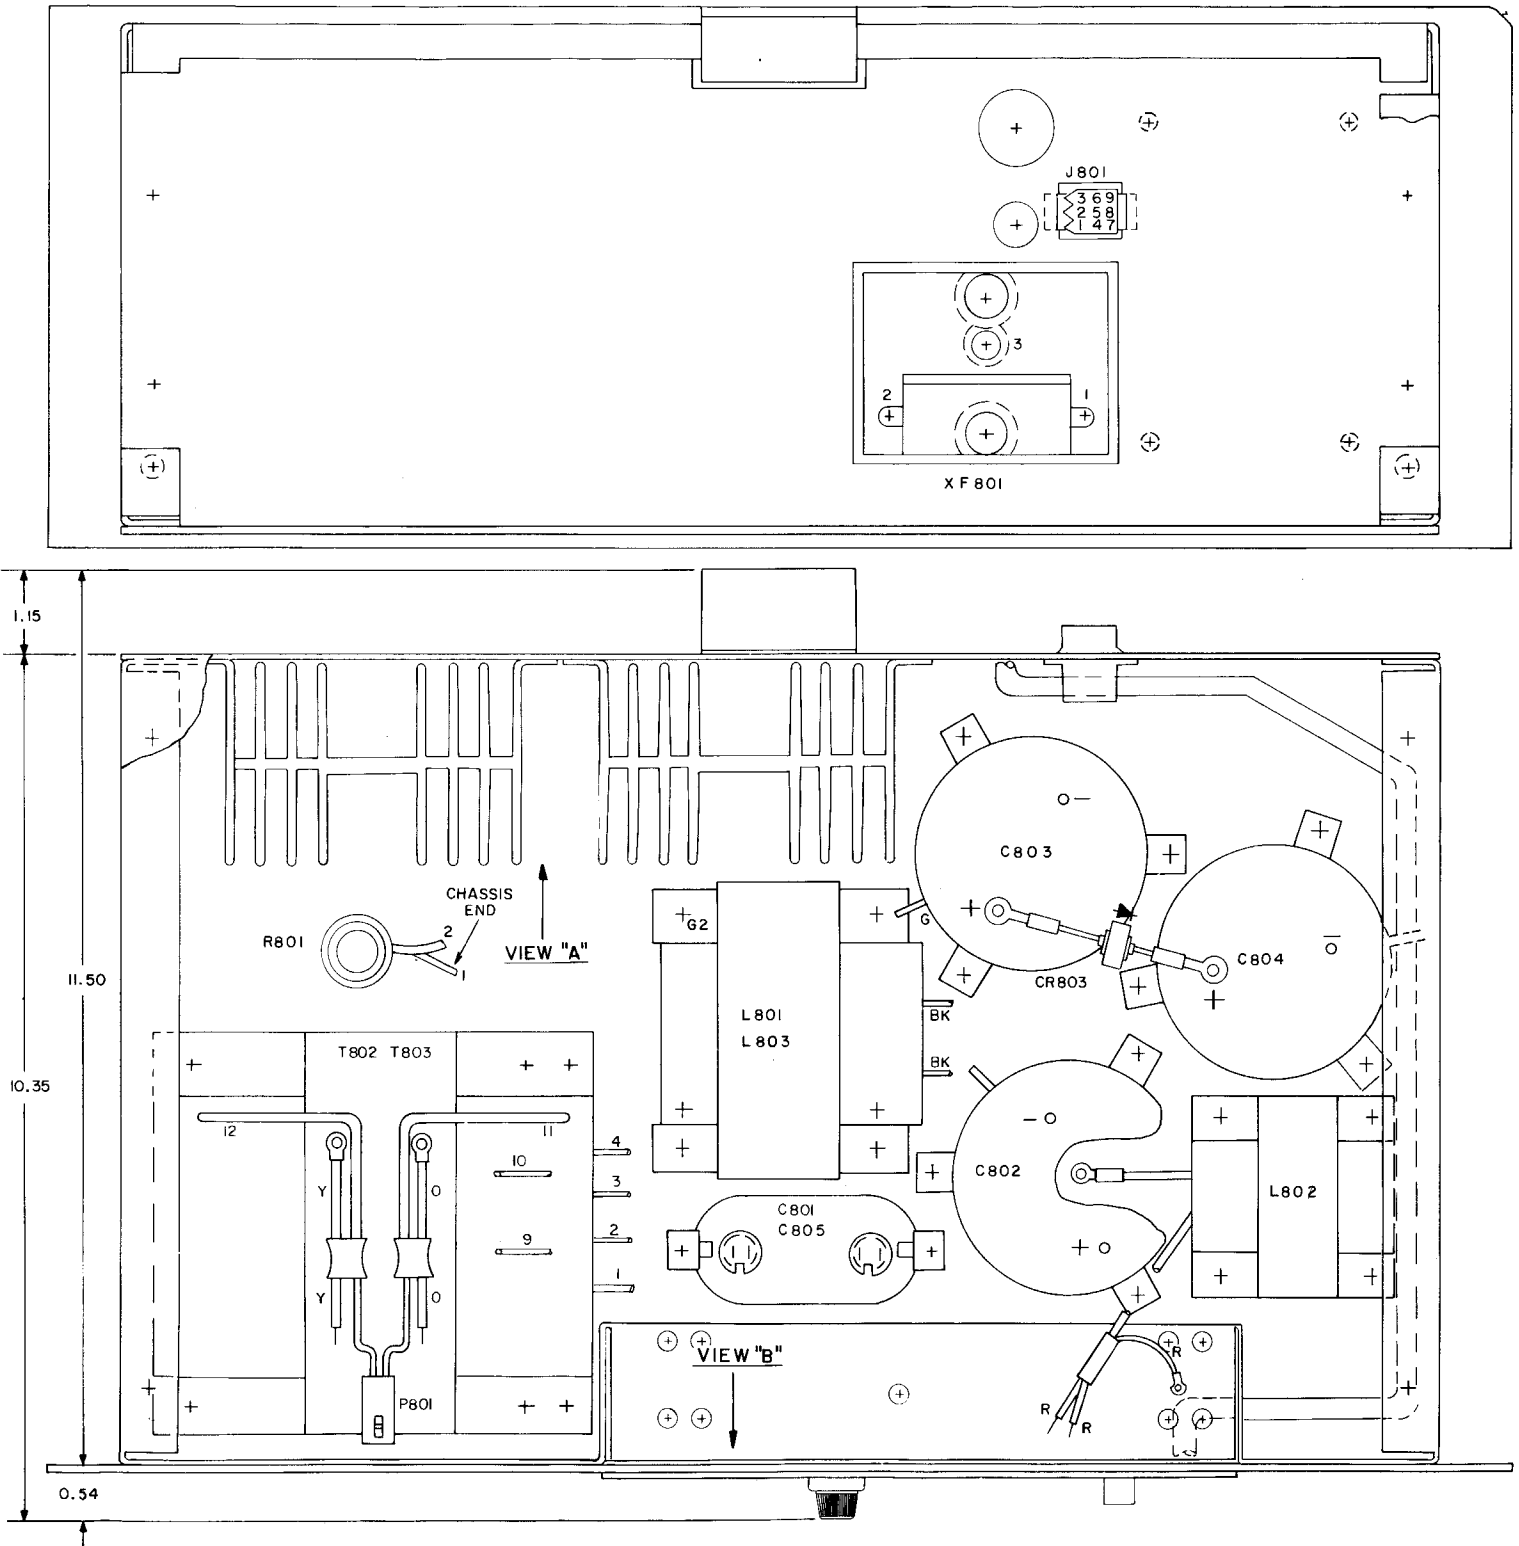 J801
3 6 9
2 5 8
1 4 7
3
2
1
XF801
1.15
11.50
10.35
0.54
R801
CHASSIS
END
2
1
VIEW "A"
G2
G
C803
+
−
CR803
C804
−
+
L801
L803
BK
BK
T802 T803
12
11
10
9
4
3
2
1
Y
O
Y
O
P801
C801
C805
C802
−
+
L802
VIEW "B"
R
R
R